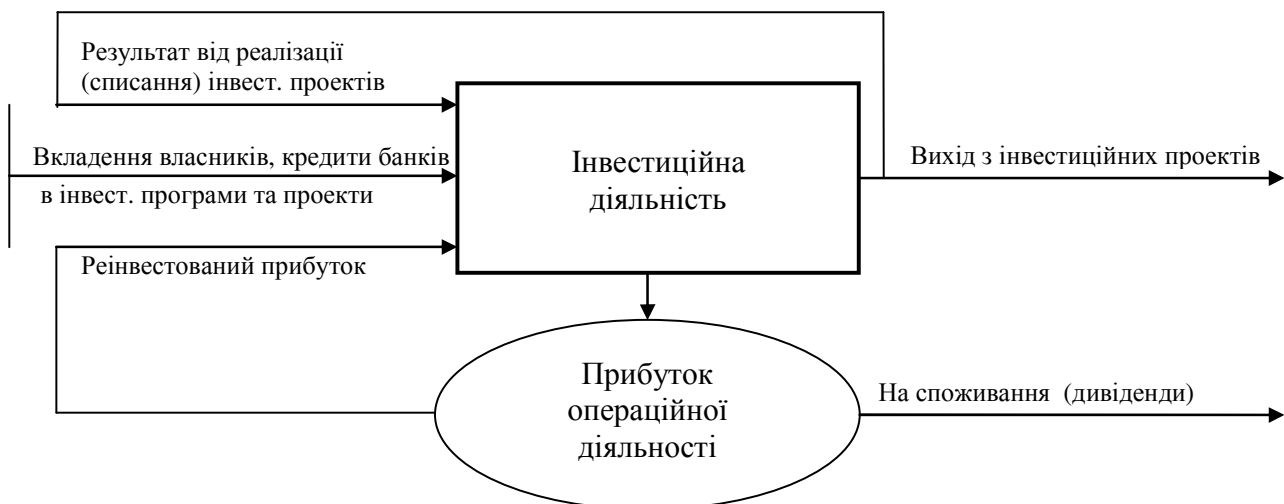 Результат від реалізації
(списання) інвест. проектів
Вкладення власників, кредити банків
в інвест. програми та проекти
Реінвестований прибуток
Інвестиційна
діяльність
Вихід з інвестиційних проектів
Прибуток
операційної
діяльності
На споживання (дивіденди)